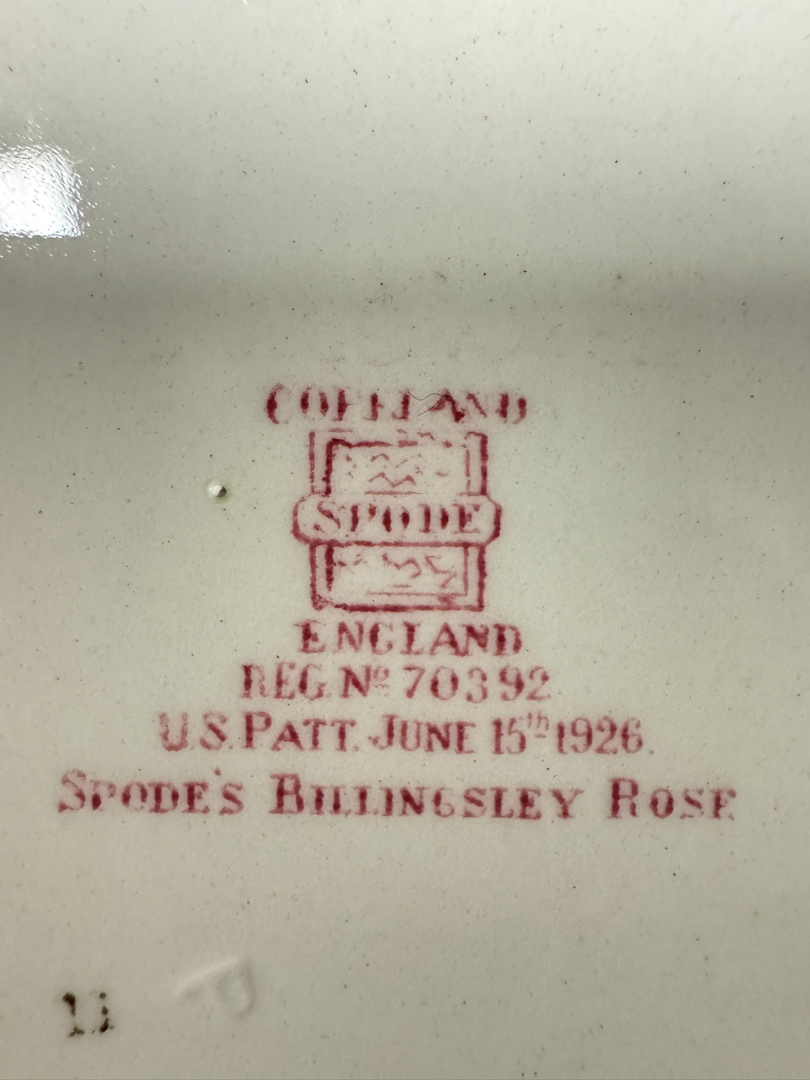 COPELAND
SPODE
ENGLAND
REG. Nº 70392
U.S. PATT. JUNE 15th 1926.
SPODE'S BILLINGSLEY ROSE